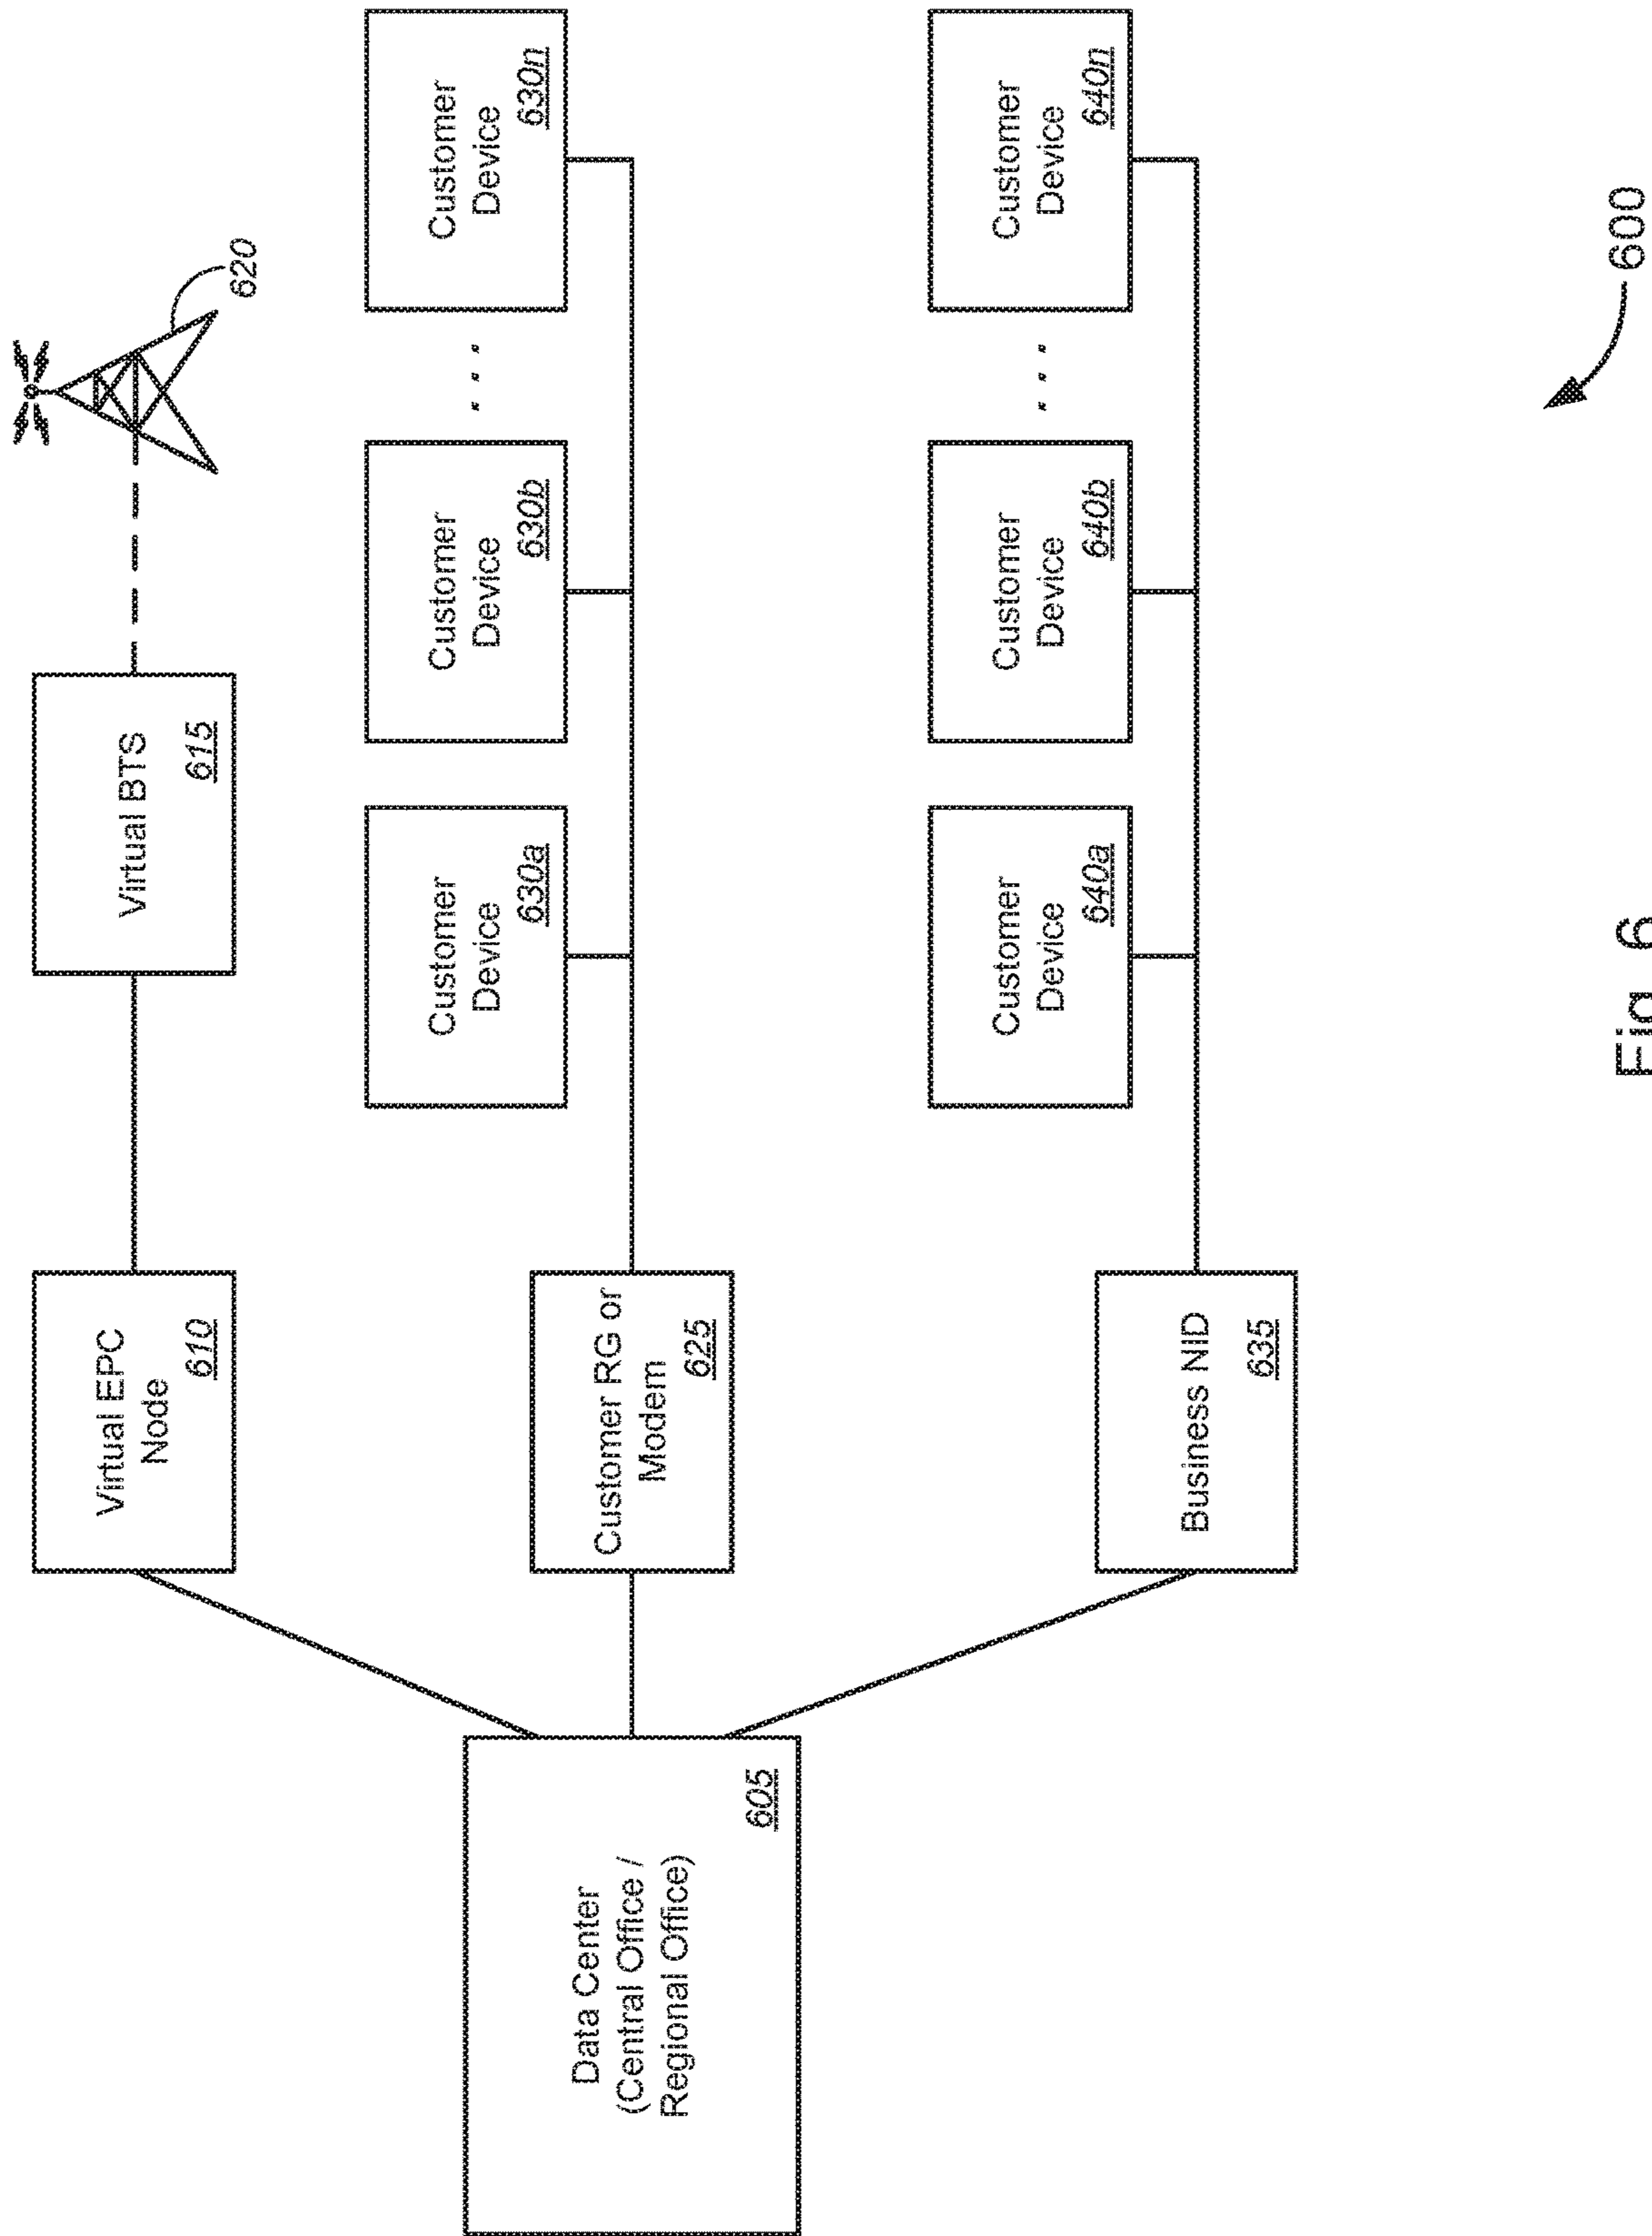 Data Center
(Central Office /
Regional Office)
605
Virtual EPC
Node
610
Virtual BTS
615
620
Customer RG or
Modem
625
Customer
Device
630a
Customer
Device
630b
. . .
Customer
Device
630n
Business NID
635
Customer
Device
640a
Customer
Device
640b
. . .
Customer
Device
640n
600
Fig. 6